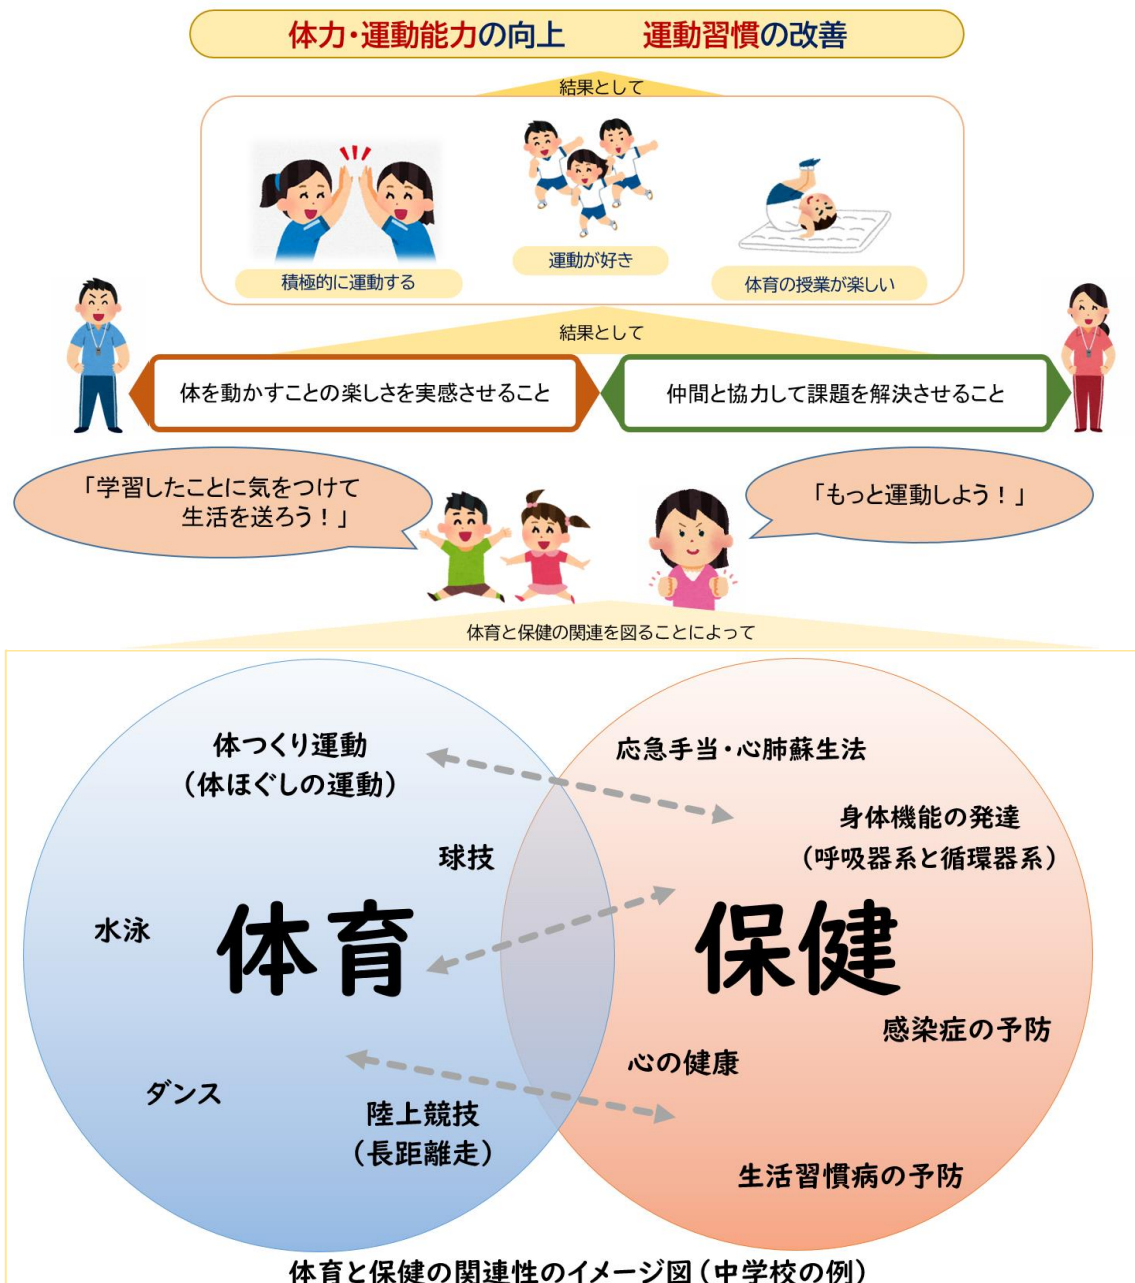 体力・運動能力の向上　運動習慣の改善
結果として
積極的に運動する
運動が好き
体育の授業が楽しい
結果として
体を動かすことの楽しさを実感させること
仲間と協力して課題を解決させること
「学習したことに気をつけて
生活を送ろう！」
「もっと運動しよう！」
体育と保健の関連を図ることによって
体つくり運動
（体ほぐしの運動）
球技
水泳
体育
ダンス
陸上競技
（長距離走）
応急手当・心肺蘇生法
身体機能の発達
（呼吸器系と循環器系）
保健
感染症の予防
心の健康
生活習慣病の予防
体育と保健の関連性のイメージ図（中学校の例）